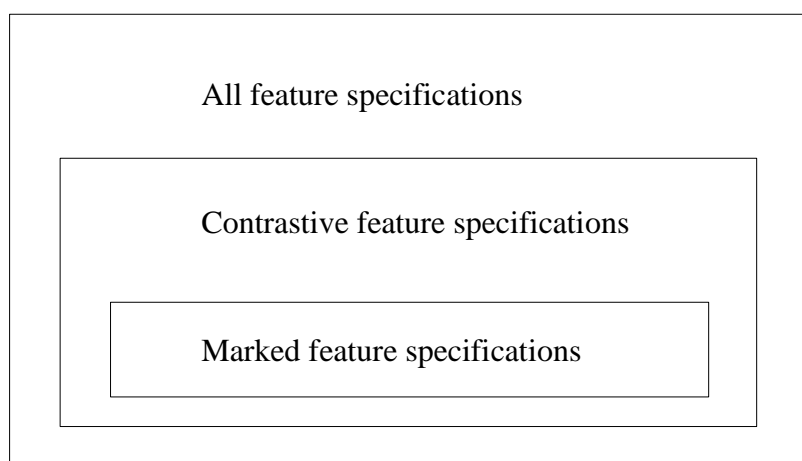 All feature specifications
Contrastive feature specifications
Marked feature specifications